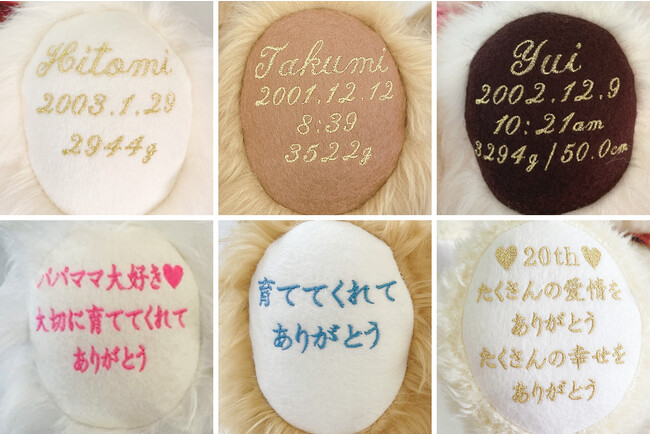 Hitomi
2003.1.29
2944g
Takumi
2001.12.12
8:39
3522g
Yui
2002.12.9
10:21am
3294g/50.0cm
パパママ大好き♥
大切に育ててくれて
ありがとう
育ててくれて
ありがとう
♥20th♥
たくさんの愛情を
ありがとう
たくさんの幸せを
ありがとう